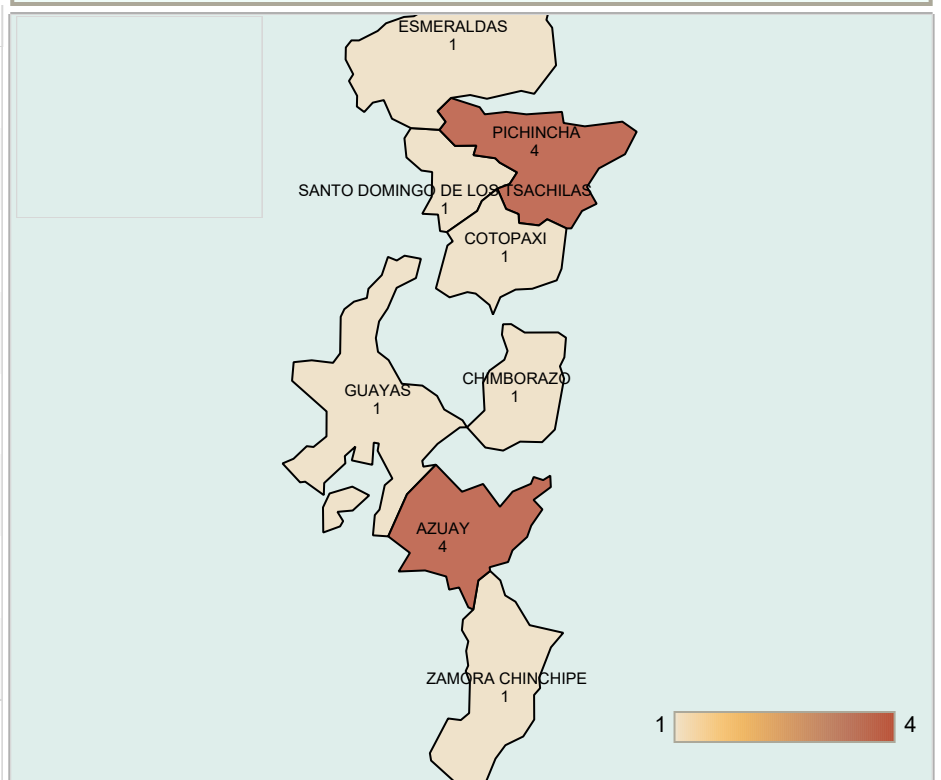 ESMERALDAS
1
PICHINCHA
4
SANTO DOMINGO DE LOS TSACHILAS
1
COTOPAXI
1
CHIMBORAZO
1
GUAYAS
1
AZUAY
4
ZAMORA CHINCHIPE
1
1
4